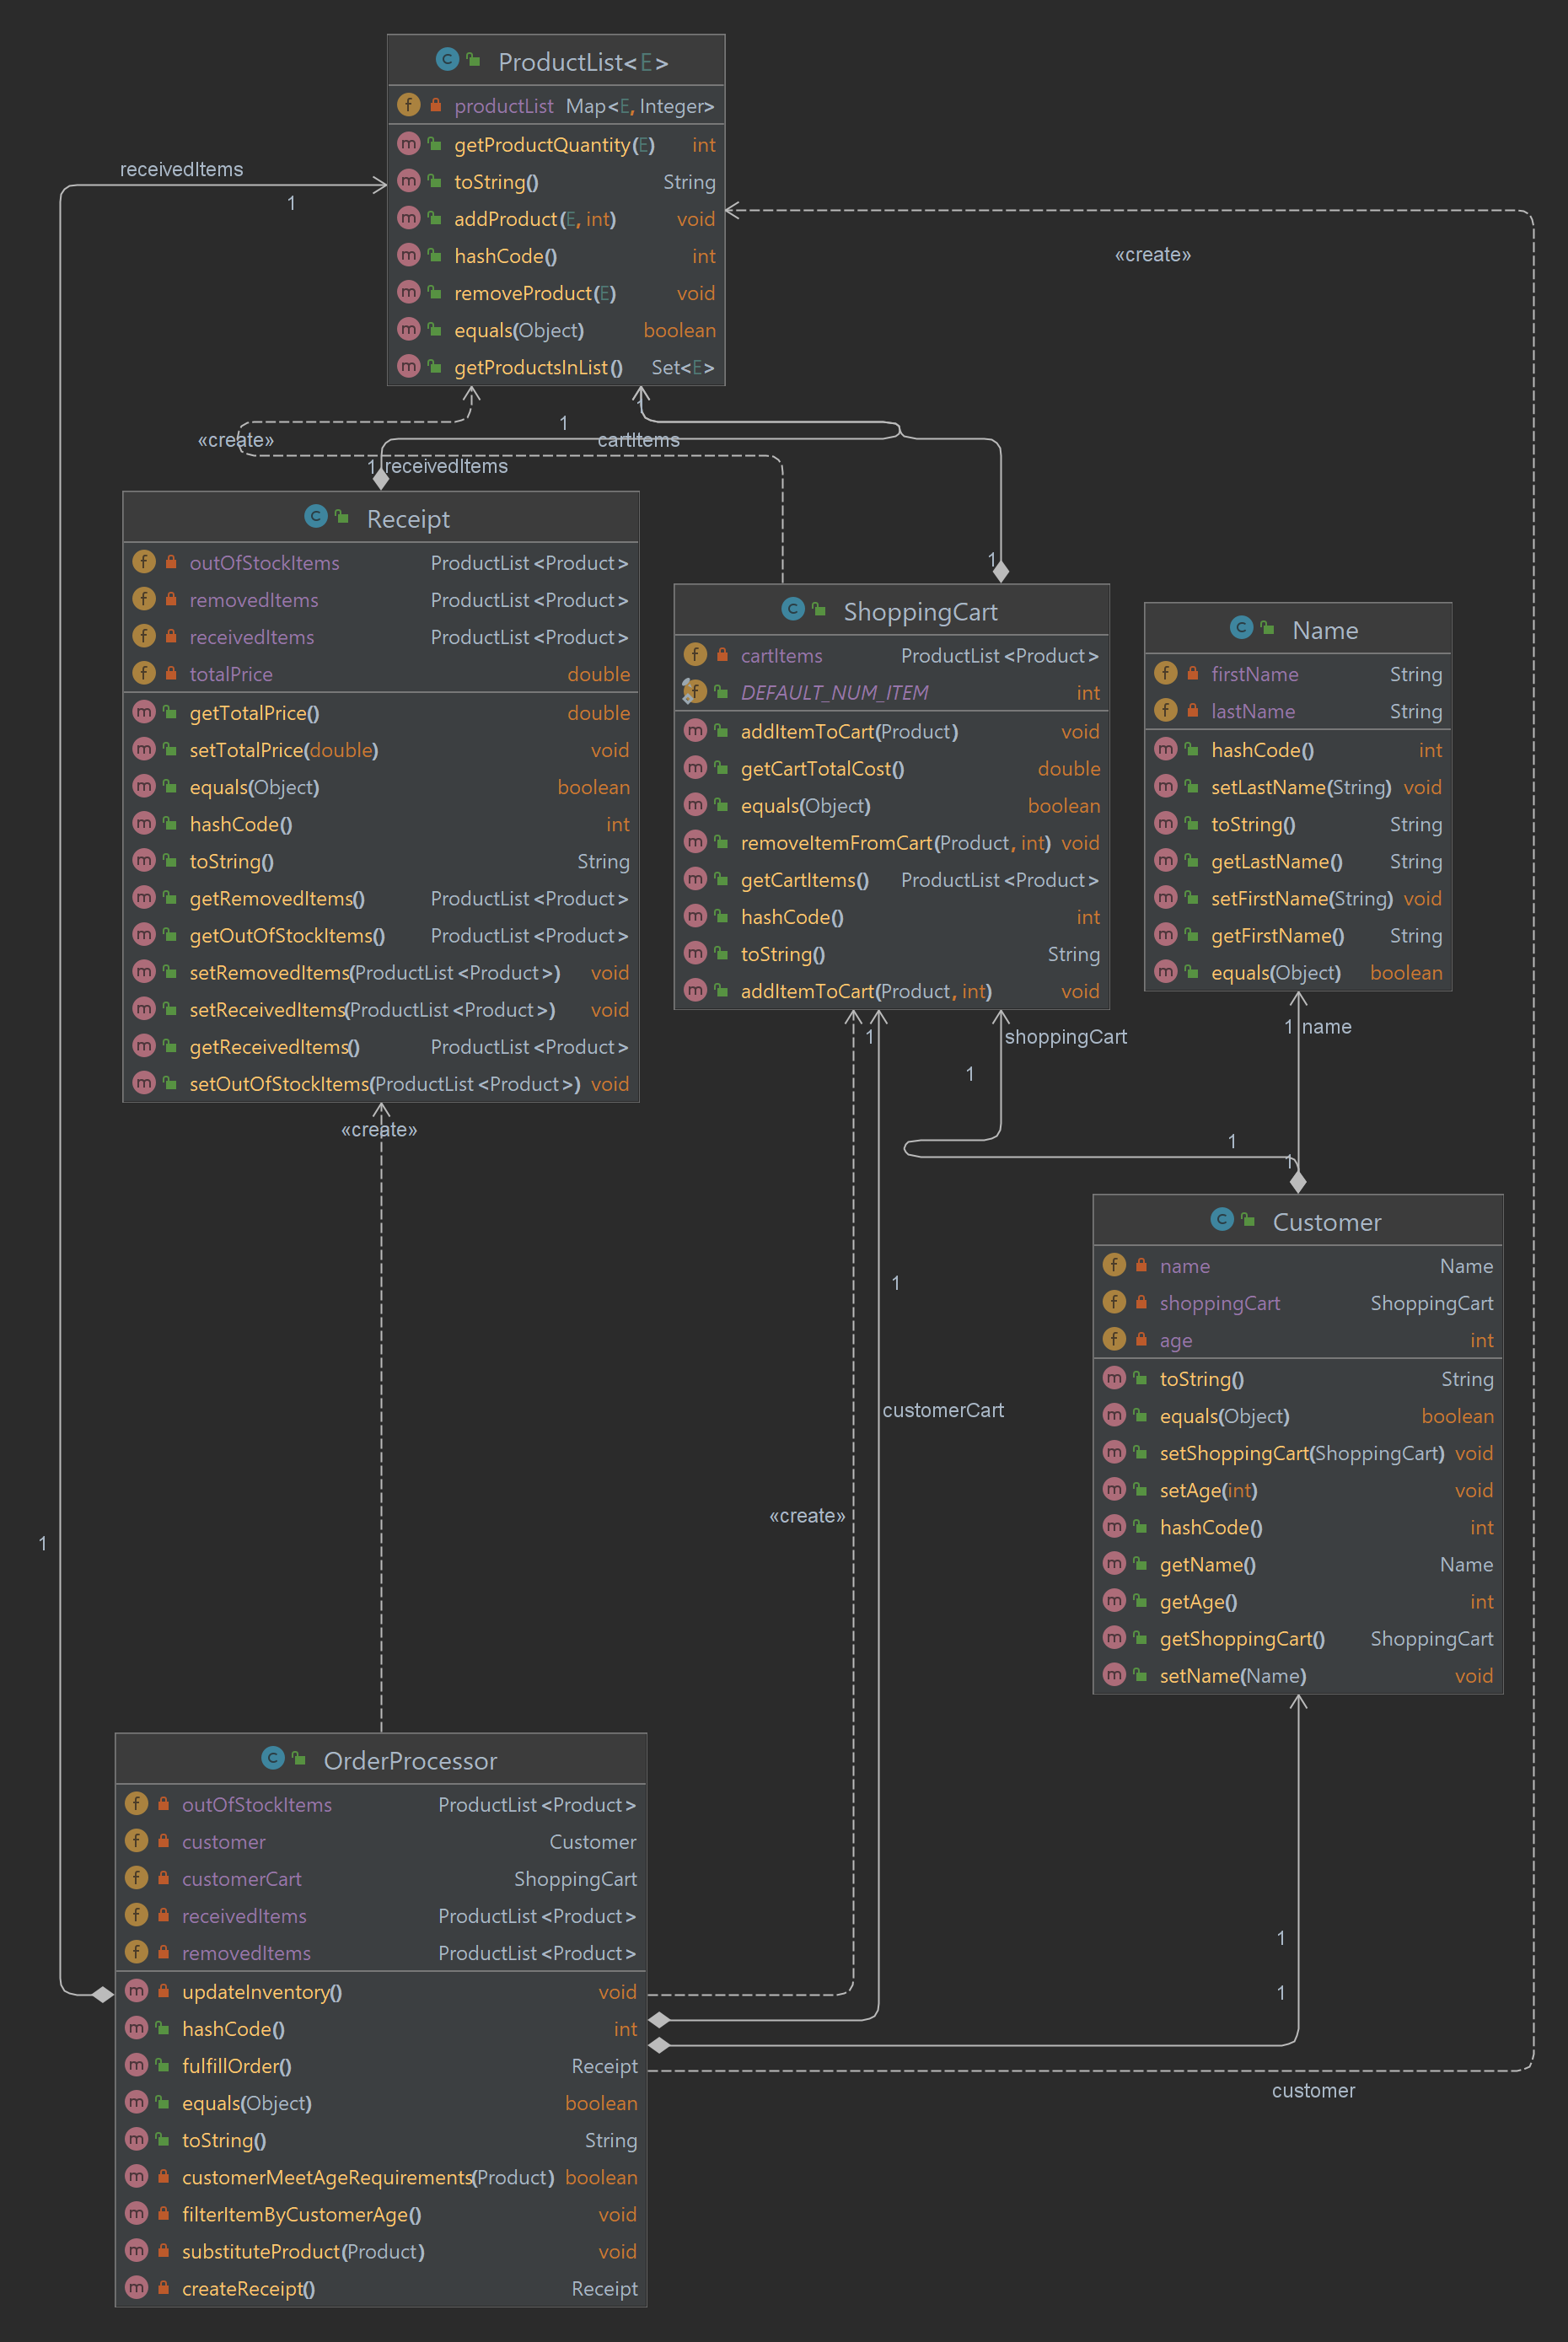 ProductList<E>
productList Map<E, Integer>
getProductQuantity(E) int
toString() String
addProduct(E, int) void
hashCode() int
removeProduct(E) void
equals(Object) boolean
getProductsInList() Set<E>
receivedItems
1
«create»
1
«create»
cartItems
1
receivedItems
Receipt
outOfStockItems ProductList<Product>
removedItems ProductList<Product>
receivedItems ProductList<Product>
totalPrice double
getTotalPrice() double
setTotalPrice(double) void
equals(Object) boolean
hashCode() int
toString() String
getRemovedItems() ProductList<Product>
getOutOfStockItems() ProductList<Product>
setRemovedItems(ProductList<Product>) void
setReceivedItems(ProductList<Product>) void
getReceivedItems() ProductList<Product>
setOutOfStockItems(ProductList<Product>) void
1
ShoppingCart
cartItems ProductList<Product>
DEFAULT_NUM_ITEM int
addItemToCart(Product) void
getCartTotalCost() double
equals(Object) boolean
removeItemFromCart(Product, int) void
getCartItems() ProductList<Product>
hashCode() int
toString() String
addItemToCart(Product, int) void
Name
firstName String
lastName String
hashCode() int
setLastName(String) void
toString() String
getLastName() String
setFirstName(String) void
getFirstName() String
equals(Object) boolean
1
shoppingCart
1
1 name
«create»
1
1
Customer
name Name
shoppingCart ShoppingCart
age int
toString() String
equals(Object) boolean
setShoppingCart(ShoppingCart) void
setAge(int) void
hashCode() int
getName() Name
getAge() int
getShoppingCart() ShoppingCart
setName(Name) void
1
customerCart
«create»
1
1
1
OrderProcessor
outOfStockItems ProductList<Product>
customer Customer
customerCart ShoppingCart
receivedItems ProductList<Product>
removedItems ProductList<Product>
updateInventory() void
hashCode() int
fulfillOrder() Receipt
equals(Object) boolean
toString() String
customerMeetAgeRequirements(Product) boolean
filterItemByCustomerAge() void
substituteProduct(Product) void
createReceipt() Receipt
customer